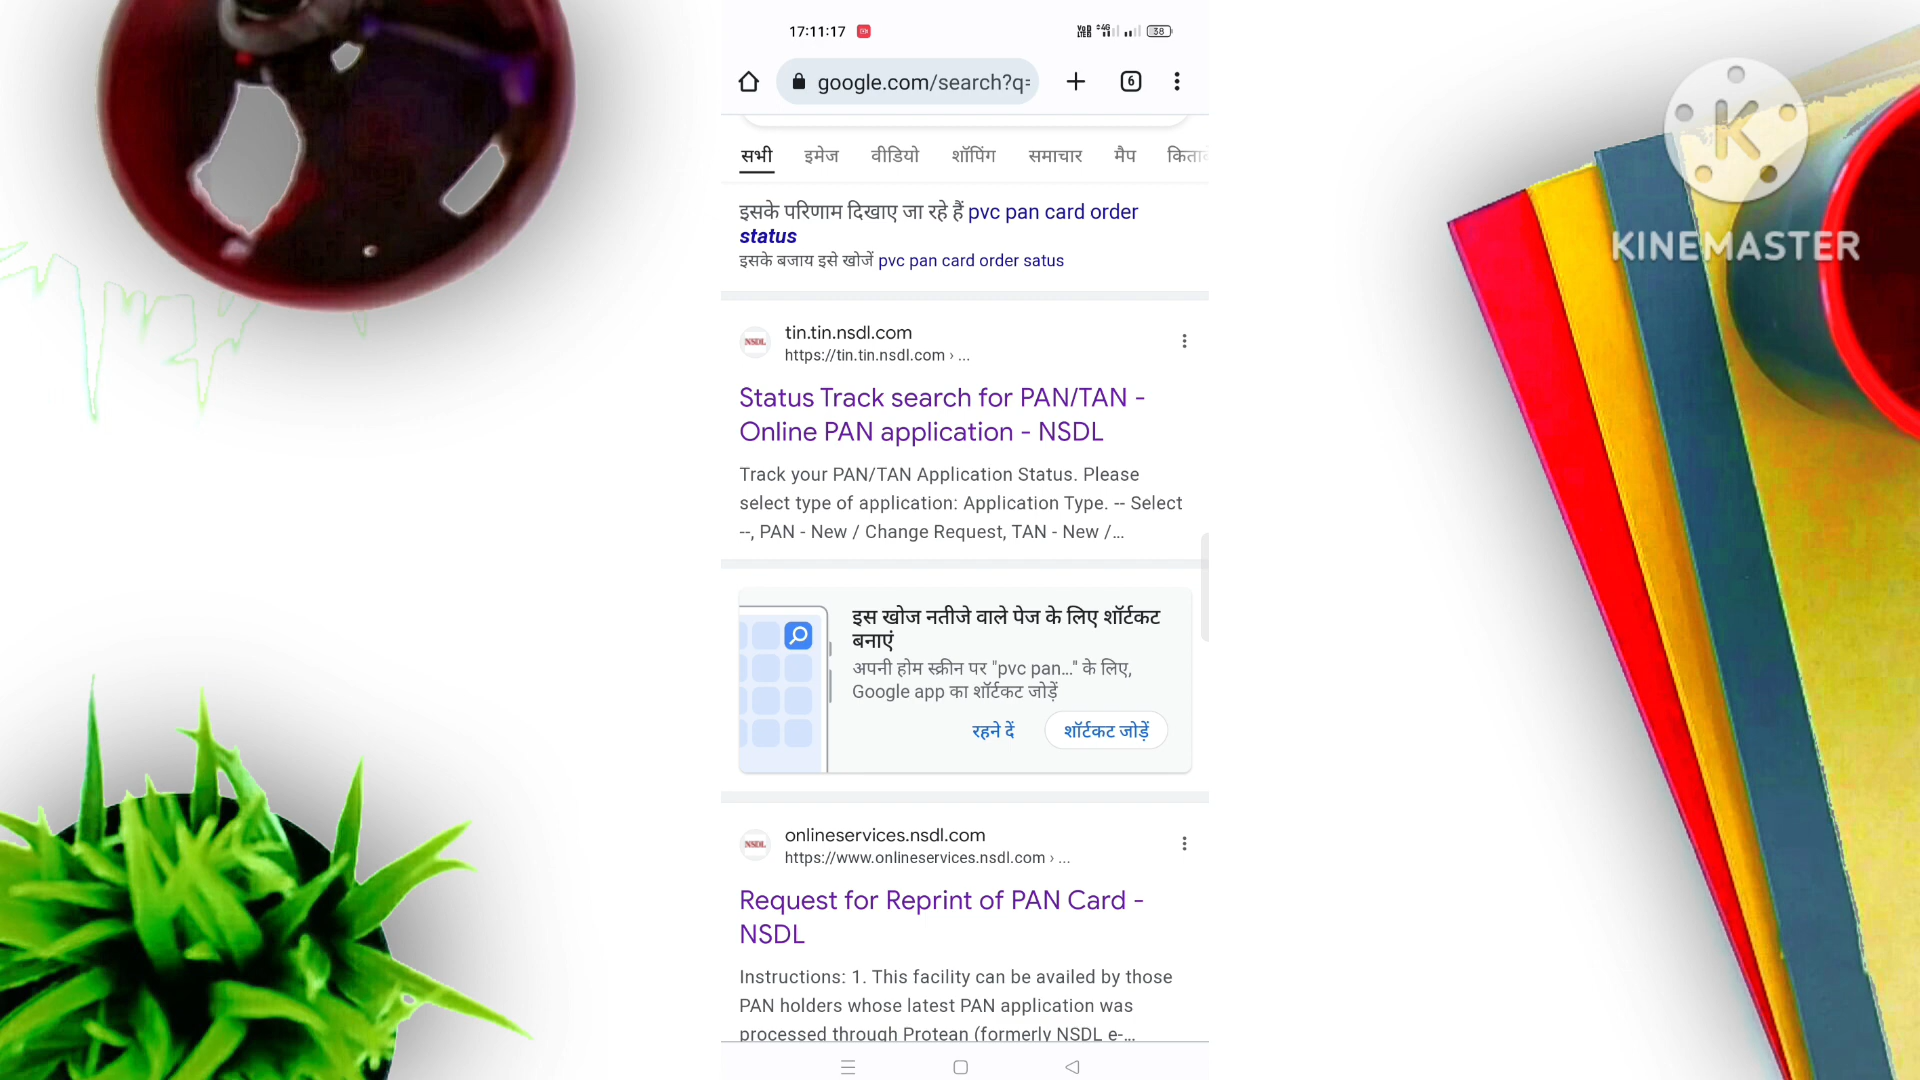 17:11:17
38
google.com/search?q=
6
सभी इमेज वीडियो शॉपिंग समाचार मैप किताब
इसके परिणाम दिखाए जा रहे हैं pvc pan card order
status
इसके बजाय इसे खोजें pvc pan card order satus
NSDL
tin.tin.nsdl.com
https://tin.tin.nsdl.com › ...
Status Track search for PAN/TAN -
Online PAN application - NSDL
Track your PAN/TAN Application Status. Please
select type of application: Application Type. -- Select
--, PAN - New / Change Request, TAN - New /...
इस खोज नतीजे वाले पेज के लिए शॉर्टकट
बनाएं
अपनी होम स्क्रीन पर "pvc pan..." के लिए,
Google app का शॉर्टकट जोड़ें
रहने दें शॉर्टकट जोड़ें
NSDL
onlineservices.nsdl.com
https://www.onlineservices.nsdl.com › ...
Request for Reprint of PAN Card -
NSDL
Instructions: 1. This facility can be availed by those
PAN holders whose latest PAN application was
processed through Protean (formerly NSDL e-...
K
KINEMASTER